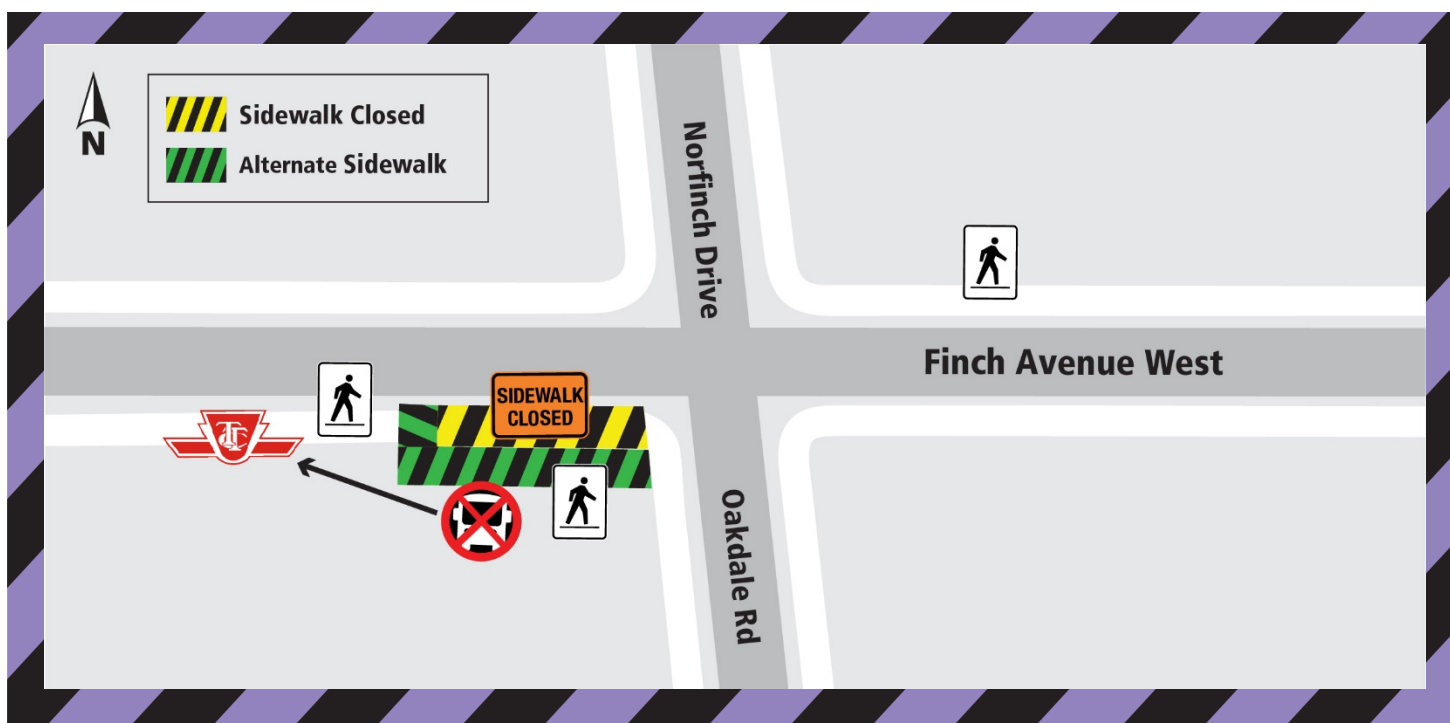 N
Sidewalk Closed
Alternate Sidewalk
Norfinch Drive
Finch Avenue West
SIDEWALK
CLOSED
TTC
Oakdale Rd